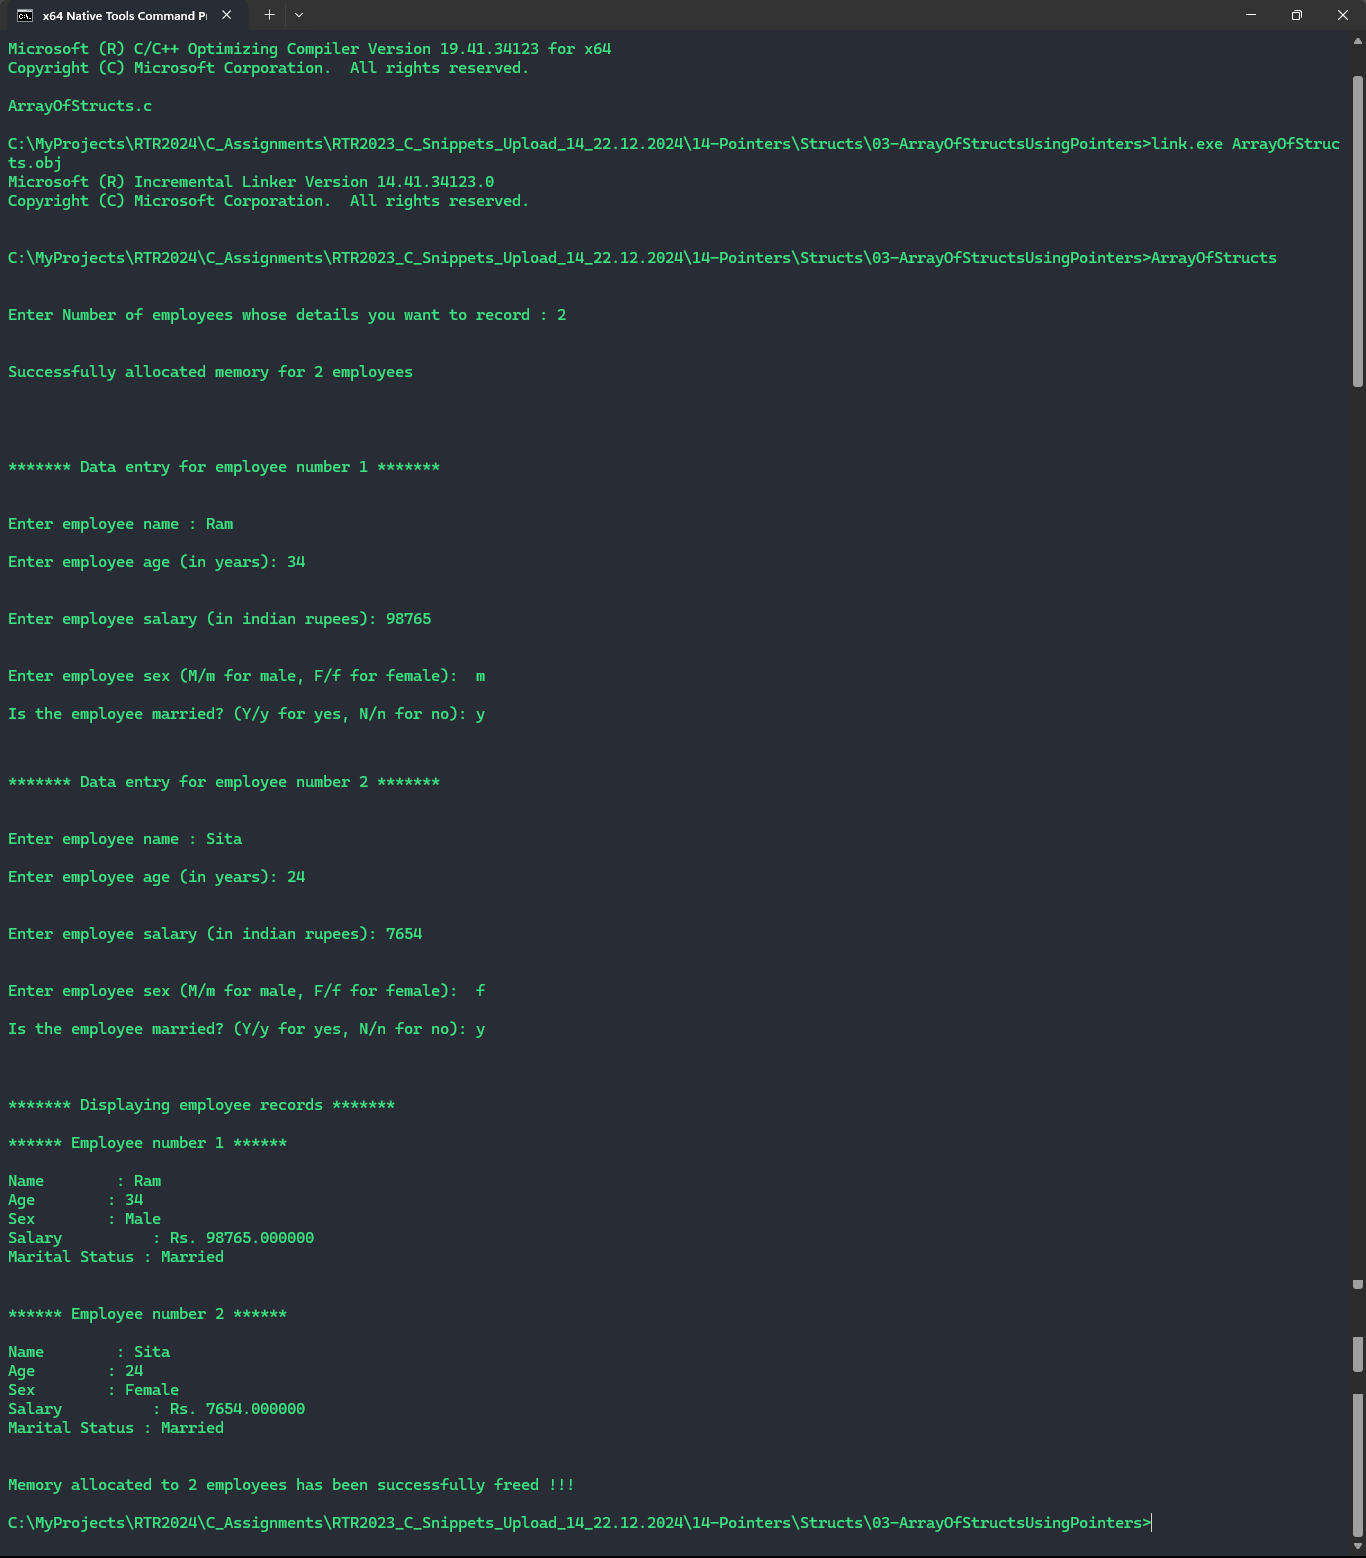 x64 Native Tools Command Pr
Microsoft (R) C/C++ Optimizing Compiler Version 19.41.34123 for x64
Copyright (C) Microsoft Corporation.  All rights reserved.
ArrayOfStructs.c
C:\MyProjects\RTR2024\C_Assignments\RTR2023_C_Snippets_Upload_14_22.12.2024\14-Pointers\Structs\03-ArrayOfStructsUsingPointers>link.exe ArrayOfStruc
ts.obj
Microsoft (R) Incremental Linker Version 14.41.34123.0
Copyright (C) Microsoft Corporation.  All rights reserved.
C:\MyProjects\RTR2024\C_Assignments\RTR2023_C_Snippets_Upload_14_22.12.2024\14-Pointers\Structs\03-ArrayOfStructsUsingPointers>ArrayOfStructs
Enter Number of employees whose details you want to record : 2
Successfully allocated memory for 2 employees
******* Data entry for employee number 1 *******
Enter employee name : Ram
Enter employee age (in years): 34
Enter employee salary (in indian rupees): 98765
Enter employee sex (M/m for male, F/f for female):  m
Is the employee married? (Y/y for yes, N/n for no): y
******* Data entry for employee number 2 *******
Enter employee name : Sita
Enter employee age (in years): 24
Enter employee salary (in indian rupees): 7654
Enter employee sex (M/m for male, F/f for female):  f
Is the employee married? (Y/y for yes, N/n for no): y
******* Displaying employee records *******
****** Employee number 1 ******
Name        : Ram
Age        : 34
Sex        : Male
Salary          : Rs. 98765.000000
Marital Status : Married
****** Employee number 2 ******
Name        : Sita
Age        : 24
Sex        : Female
Salary          : Rs. 7654.000000
Marital Status : Married
Memory allocated to 2 employees has been successfully freed !!!
C:\MyProjects\RTR2024\C_Assignments\RTR2023_C_Snippets_Upload_14_22.12.2024\14-Pointers\Structs\03-ArrayOfStructsUsingPointers>